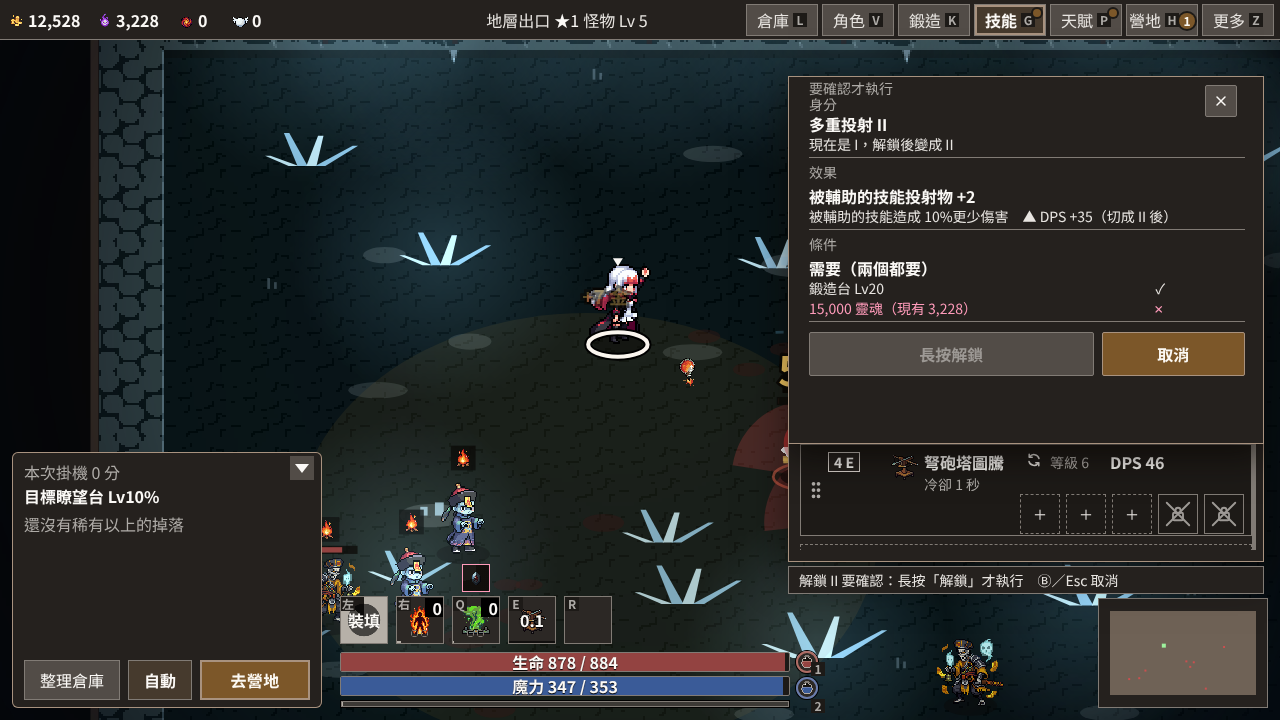 12,528
3,228
0
0
地層出口 ★1 怪物 Lv 5
倉庫 L
角色 V
鍛造 K
技能 G
天賦 P
營地 H 1
更多 Z
要確認才執行
身分
多重投射 II
現在是 I，解鎖後變成 II
效果
被輔助的技能投射物 +2
被輔助的技能造成 10%更少傷害 ▲ DPS +35（切成 II 後）
條件
需要（兩個都要）
鍛造台 Lv20 ✓
15,000 靈魂（現有 3,228） ×
長按解鎖
取消
4 E
弩砲塔圖騰
等級 6
DPS 46
冷卻 1 秒
+ + +
解鎖 II 要確認：長按「解鎖」才執行 Ⓑ／Esc 取消
金
本次掛機 0 分
目標瞭望台 Lv10%
還沒有稀有以上的掉落
整理倉庫
自動
去營地
左
裝填
右
0
Q
0
E
0.1
R
生命 878 / 884
1
魔力 347 / 353
2